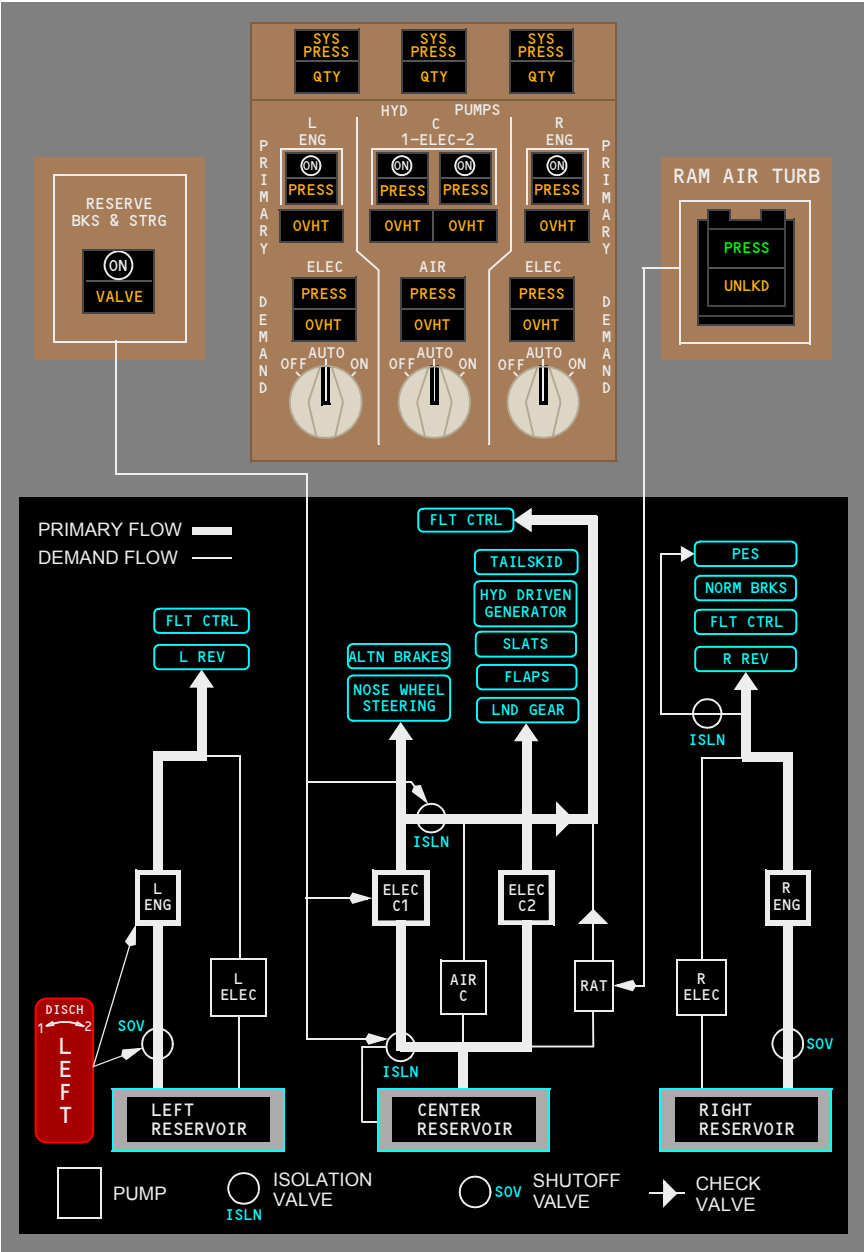 SYS
PRESS
QTY
SYS
PRESS
QTY
SYS
PRESS
QTY
HYD PUMPS
L
ENG
C
1-ELEC-2
R
ENG
PRIMARY
PRIMARY
ON
PRESS
OVHT
ON
PRESS
OVHT
ON
PRESS
OVHT
ON
PRESS
OVHT
DEMAND
DEMAND
ELEC
PRESS
OVHT
AIR
PRESS
OVHT
ELEC
PRESS
OVHT
OFF AUTO ON
OFF AUTO ON
OFF AUTO ON
RESERVE
BKS & STRG
ON
VALVE
RAM AIR TURB
PRESS
UNLKD
PRIMARY FLOW
DEMAND FLOW
FLT CTRL
L REV
FLT CTRL
TAILSKID
HYD DRIVEN
GENERATOR
SLATS
FLAPS
LND GEAR
ALTN BRAKES
NOSE WHEEL
STEERING
PES
NORM BRKS
FLT CTRL
R REV
ISLN
ISLN
L
ENG
ELEC
C1
ELEC
C2
R
ENG
L
ELEC
AIR
C
RAT
R
ELEC
DISCH
1 2
LEFT
SOV
ISLN
SOV
LEFT
RESERVOIR
CENTER
RESERVOIR
RIGHT
RESERVOIR
PUMP
ISLN
ISOLATION
VALVE
SOV
SHUTOFF
VALVE
CHECK
VALVE